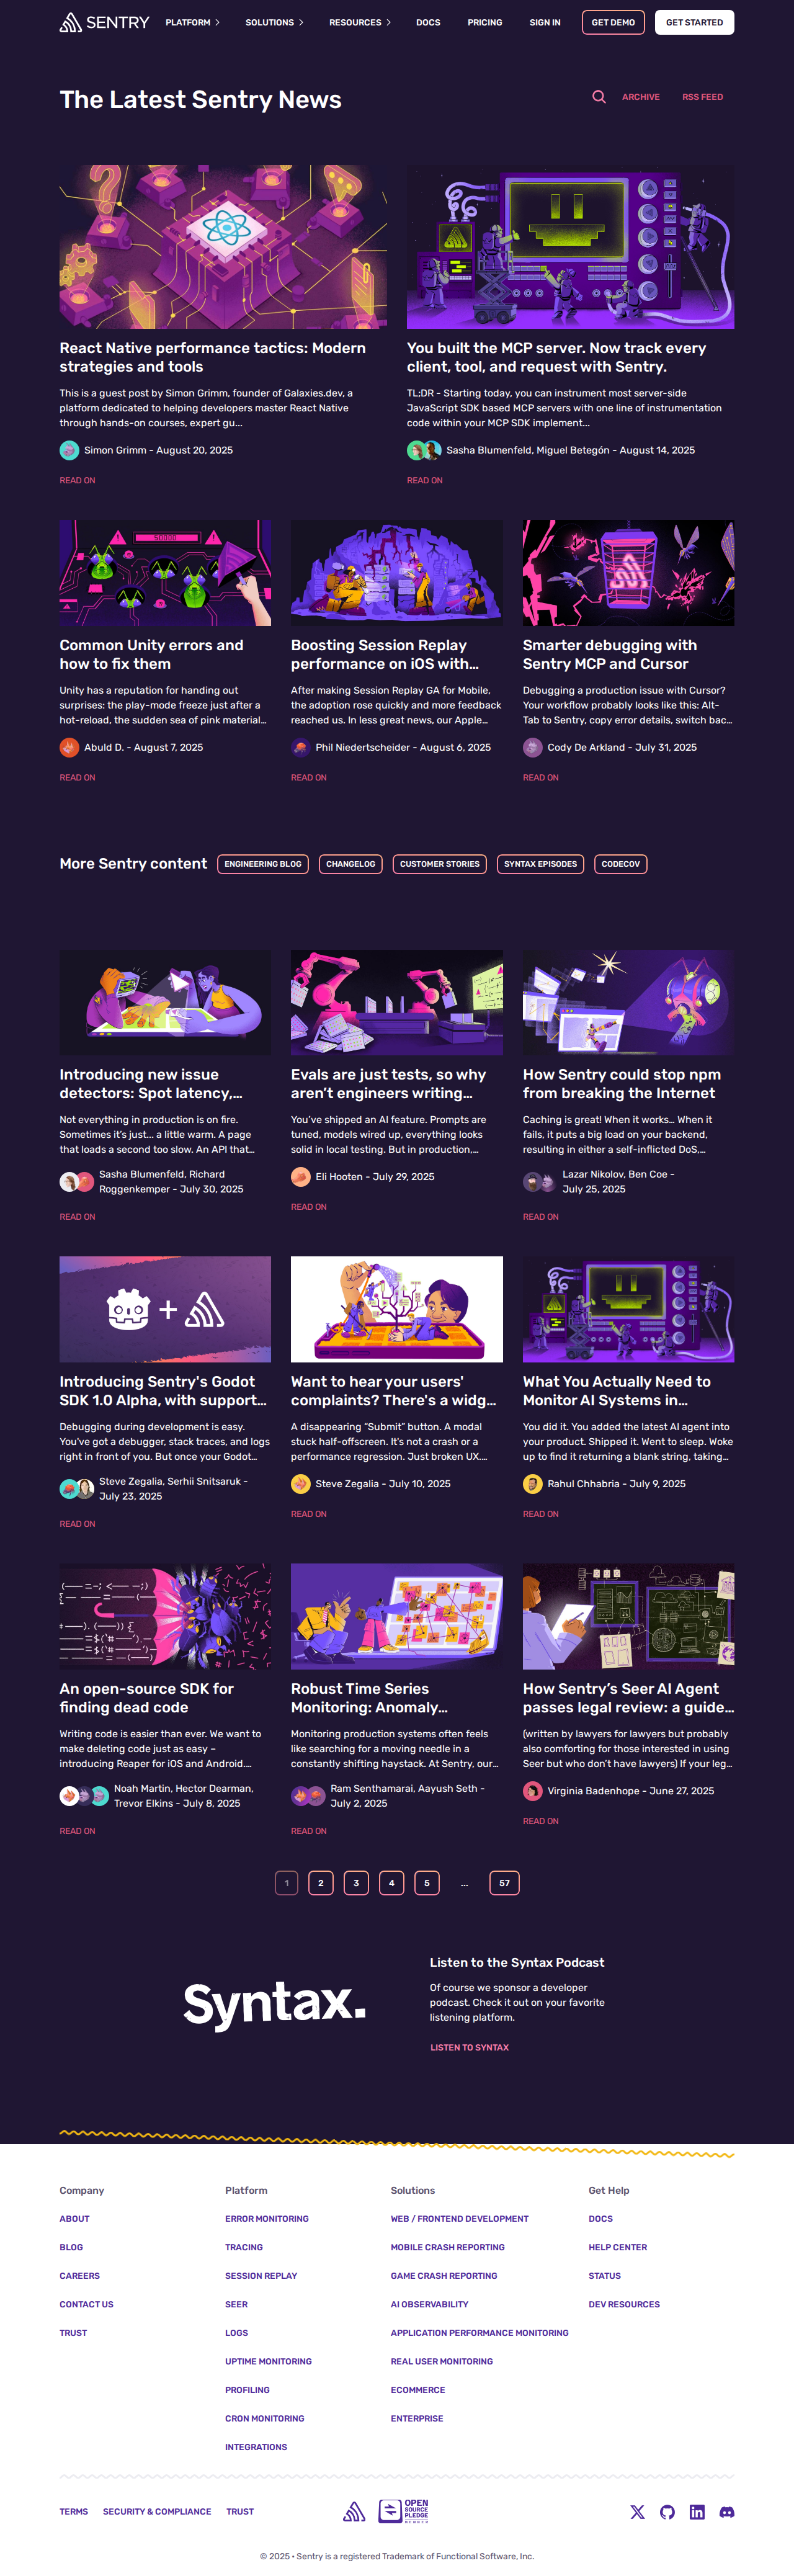 SENTRY
PLATFORM
SOLUTIONS
RESOURCES
DOCS
PRICING
SIGN IN
GET DEMO
GET STARTED
The Latest Sentry News
ARCHIVE
RSS FEED
React Native performance tactics: Modern
strategies and tools
This is a guest post by Simon Grimm, founder of Galaxies.dev, a
platform dedicated to helping developers master React Native
through hands-on courses, expert gu...
Simon Grimm - August 20, 2025
READ ON
You built the MCP server. Now track every
client, tool, and request with Sentry.
TL;DR - Starting today, you can instrument most server-side
JavaScript SDK based MCP servers with one line of instrumentation
code within your MCP SDK implement...
Sasha Blumenfeld, Miguel Betegón - August 14, 2025
READ ON
Common Unity errors and
how to fix them
Unity has a reputation for handing out
surprises: the play-mode freeze just after a
hot-reload, the sudden sea of pink material...
Abuld D. - August 7, 2025
READ ON
Boosting Session Replay
performance on iOS with...
After making Session Replay GA for Mobile,
the adoption rose quickly and more feedback
reached us. In less great news, our Apple...
Phil Niedertscheider - August 6, 2025
READ ON
Smarter debugging with
Sentry MCP and Cursor
Debugging a production issue with Cursor?
Your workflow probably looks like this: Alt-
Tab to Sentry, copy error details, switch bac...
Cody De Arkland - July 31, 2025
READ ON
More Sentry content
ENGINEERING BLOG
CHANGELOG
CUSTOMER STORIES
SYNTAX EPISODES
CODECOV
Introducing new issue
detectors: Spot latency,...
Not everything in production is on fire.
Sometimes it's just... a little warm. A page
that loads a second too slow. An API that...
Sasha Blumenfeld, Richard
Roggenkemper - July 30, 2025
READ ON
Evals are just tests, so why
aren't engineers writing...
You've shipped an AI feature. Prompts are
tuned, models wired up, everything looks
solid in local testing. But in production,...
Eli Hooten - July 29, 2025
READ ON
How Sentry could stop npm
from breaking the Internet
Caching is great! When it works... When it
fails, it puts a big load on your backend,
resulting in either a self-inflicted DoS,...
Lazar Nikolov, Ben Coe -
July 25, 2025
READ ON
Introducing Sentry's Godot
SDK 1.0 Alpha, with support...
Debugging during development is easy.
You've got a debugger, stack traces, and logs
right in front of you. But once your Godot...
Steve Zegalia, Serhii Snitsaruk -
July 23, 2025
READ ON
Want to hear your users'
complaints? There's a widg...
A disappearing "Submit" button. A modal
stuck half-offscreen. It's not a crash or a
performance regression. Just broken UX....
Steve Zegalia - July 10, 2025
READ ON
What You Actually Need to
Monitor AI Systems in...
You did it. You added the latest AI agent into
your product. Shipped it. Went to sleep. Woke
up to find it returning a blank string, taking...
Rahul Chhabria - July 9, 2025
READ ON
An open-source SDK for
finding dead code
Writing code is easier than ever. We want to
make deleting code just as easy –
introducing Reaper for iOS and Android....
Noah Martin, Hector Dearman,
Trevor Elkins - July 8, 2025
READ ON
Robust Time Series
Monitoring: Anomaly...
Monitoring production systems often feels
like searching for a moving needle in a
constantly shifting haystack. At Sentry, our...
Ram Senthamarai, Aayush Seth -
July 2, 2025
READ ON
How Sentry's Seer AI Agent
passes legal review: a guide...
(written by lawyers for lawyers but probably
also comforting for those interested in using
Seer but who don't have lawyers) If your leg...
Virginia Badenhope - June 27, 2025
READ ON
1 2 3 4 5 ... 57
Syntax.
Listen to the Syntax Podcast
Of course we sponsor a developer
podcast. Check it out on your favorite
listening platform.
LISTEN TO SYNTAX
Company
ABOUT
BLOG
CAREERS
CONTACT US
TRUST
Platform
ERROR MONITORING
TRACING
SESSION REPLAY
SEER
LOGS
UPTIME MONITORING
PROFILING
CRON MONITORING
INTEGRATIONS
Solutions
WEB / FRONTEND DEVELOPMENT
MOBILE CRASH REPORTING
GAME CRASH REPORTING
AI OBSERVABILITY
APPLICATION PERFORMANCE MONITORING
REAL USER MONITORING
ECOMMERCE
ENTERPRISE
Get Help
DOCS
HELP CENTER
STATUS
DEV RESOURCES
TERMS
SECURITY & COMPLIANCE
TRUST
OPEN
SOURCE
PLEDGE
MEMBER
© 2025 • Sentry is a registered Trademark of Functional Software, Inc.